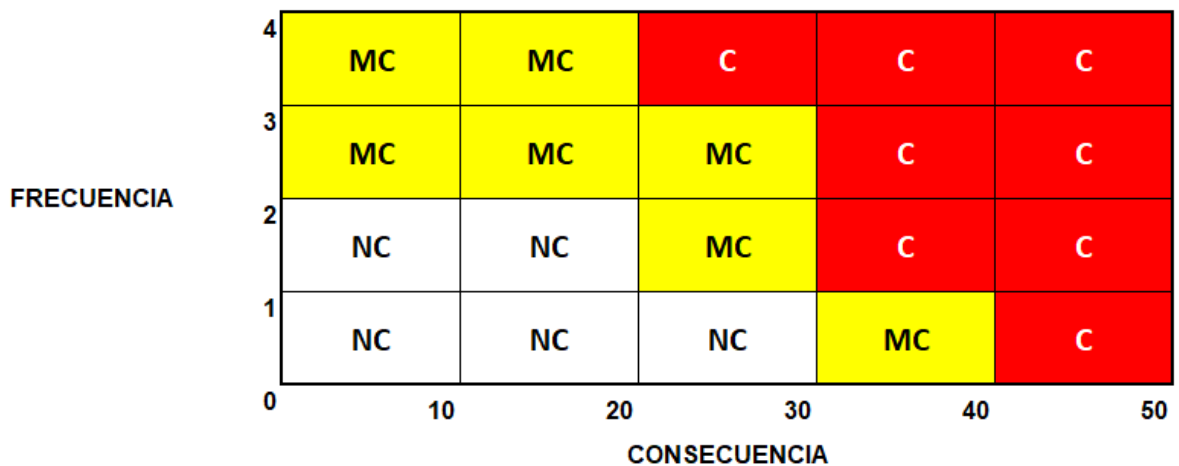 4
MC MC C C C
3
MC MC MC C C
FRECUENCIA
2
NC NC MC C C
1
NC NC NC MC C
0
10 20 30 40 50
CONSECUENCIA